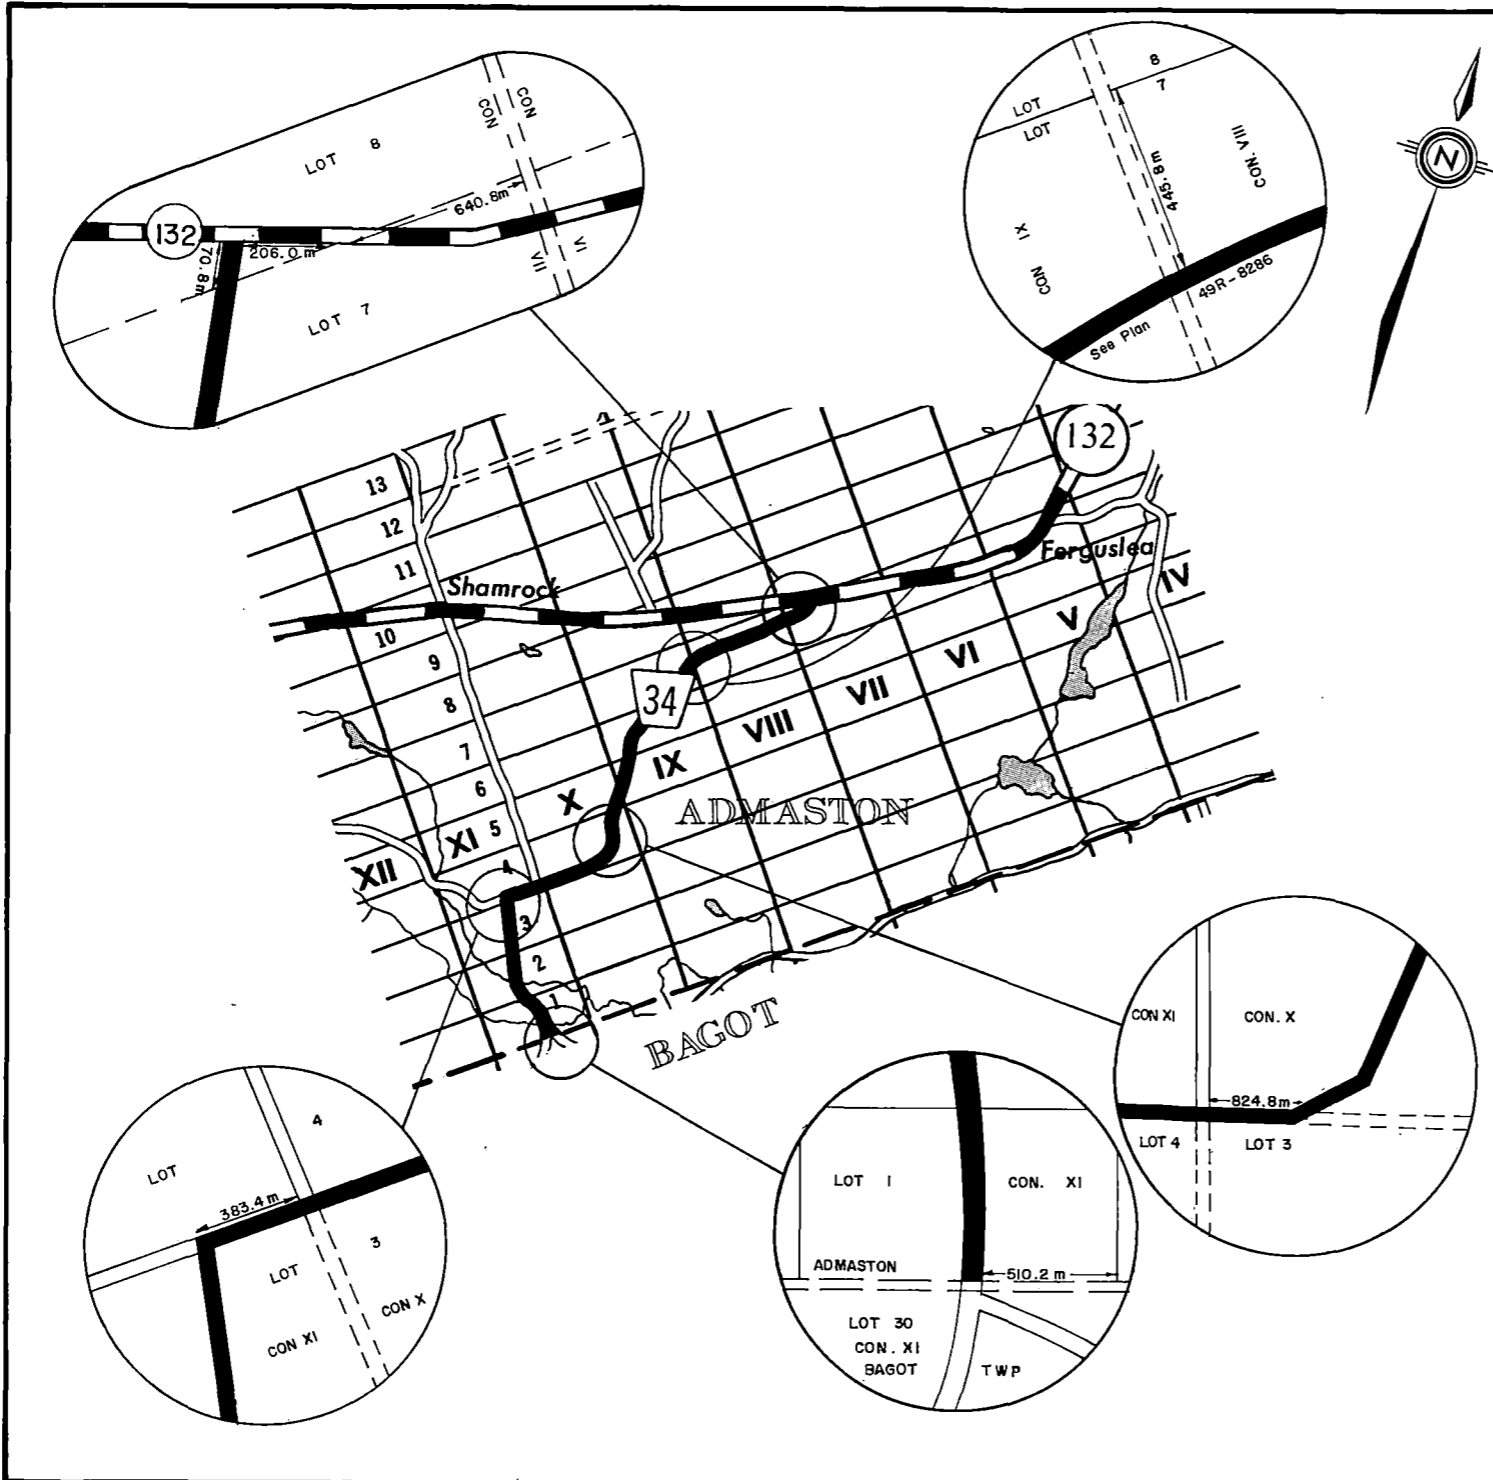 CON
CON
LOT 8
640.8m
132
206.0 m
70.8m
VI
VII
LOT 7
8
7
LOT
LOT
445.8m
CON. VIII
CON IX
49R-8286
See Plan
N
132
13
12
11
Shamrock
Ferguslea
IV
10
9
V
VI
8
34
VII
7
VIII
6
IX
X
5
ADMASTON
XI
XII
4
3
2
1
BAGOT
CON XI
CON. X
824.8m
LOT 4
LOT 3
4
LOT
383.4 m
3
LOT
CON X
CON XI
LOT 1
CON. XI
ADMASTON
510.2 m
LOT 30
CON. XI
BAGOT
TWP